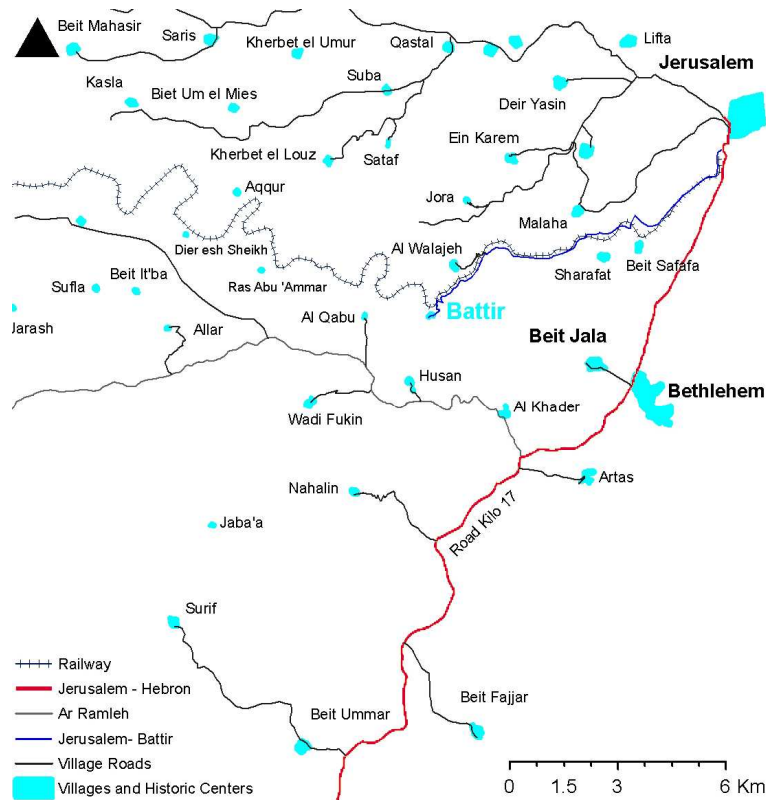 Beit Mahasir
Saris
Kherbet el Umur
Qastal
Lifta
Jerusalem
Kasla
Biet Um el Mies
Suba
Deir Yasin
Ein Karem
Kherbet el Louz
Sataf
Aqqur
Jora
Malaha
Dier esh Sheikh
Al Walajeh
Sharafat
Beit Safafa
Sufla
Beit It'ba
Ras Abu 'Ammar
Battir
Jarash
Allar
Al Qabu
Beit Jala
Husan
Bethlehem
Wadi Fukin
Al Khader
Nahalin
Artas
Road Kilo 17
Jaba'a
Surif
Beit Ummar
Beit Fajjar
Railway
Jerusalem - Hebron
Ar Ramleh
Jerusalem- Battir
Village Roads
Villages and Historic Centers
0 1.5 3 6 Km